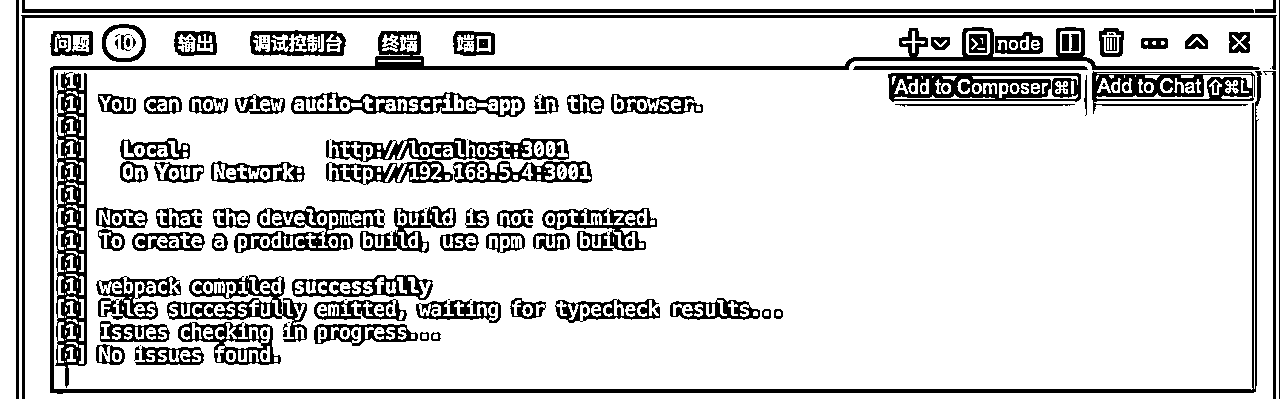 问题 10 输出 调试控制台 终端 端口 node
Add to Composer ⌘I Add to Chat ⇧⌘L
[1]
[1] You can now view audio-transcribe-app in the browser.
[1]
[1] Local: http://localhost:3001
[1] On Your Network: http://192.168.5.4:3001
[1]
[1] Note that the development build is not optimized.
[1] To create a production build, use npm run build.
[1]
[1] webpack compiled successfully
[1] Files successfully emitted, waiting for typecheck results...
[1] Issues checking in progress...
[1] No issues found.